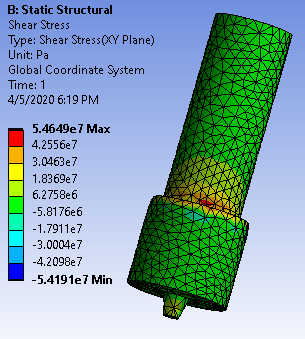 B: Static Structural
Shear Stress
Type: Shear Stress(XY Plane)
Unit: Pa
Global Coordinate System
Time: 1
4/5/2020 6:19 PM
5.4649e7 Max
4.2556e7
3.0463e7
1.8369e7
6.2758e6
-5.8176e6
-1.7911e7
-3.0004e7
-4.2098e7
-5.4191e7 Min